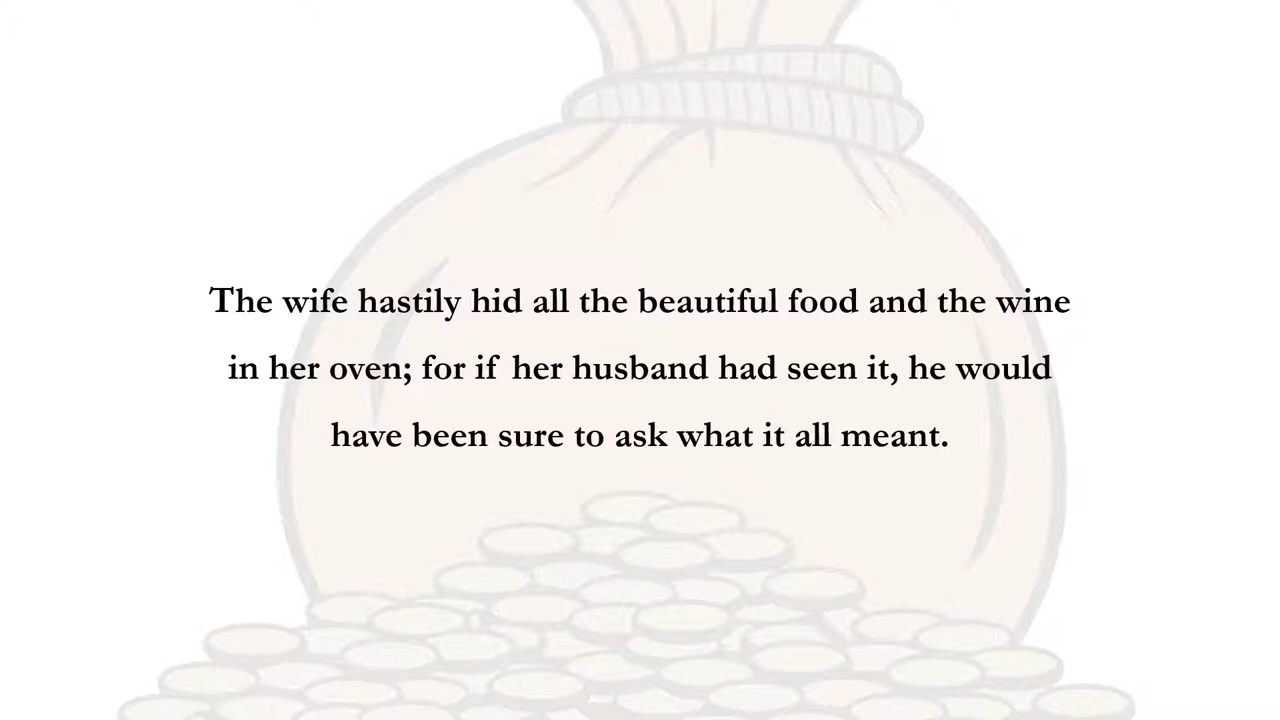 The wife hastily hid all the beautiful food and the wine
in her oven; for if her husband had seen it, he would
have been sure to ask what it all meant.